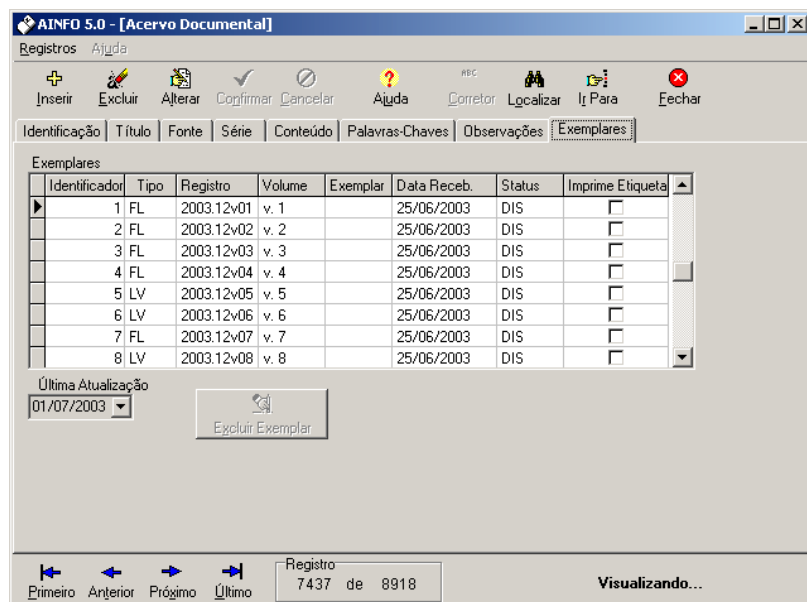 AINFO 5.0 - [Acervo Documental]
Registros Ajuda
Inserir Excluir Alterar Confirmar Cancelar Ajuda ABC Corretor Localizar Ir Para Fechar
Identificação Título Fonte Série Conteúdo Palavras-Chaves Observações Exemplares
Exemplares
Identificador Tipo Registro Volume Exemplar Data Receb. Status Imprime Etiqueta
1 FL 2003.12v01 v. 1 25/06/2003 DIS
2 FL 2003.12v02 v. 2 25/06/2003 DIS
3 FL 2003.12v03 v. 3 25/06/2003 DIS
4 FL 2003.12v04 v. 4 25/06/2003 DIS
5 LV 2003.12v05 v. 5 25/06/2003 DIS
6 LV 2003.12v06 v. 6 25/06/2003 DIS
7 FL 2003.12v07 v. 7 25/06/2003 DIS
8 LV 2003.12v08 v. 8 25/06/2003 DIS
Última Atualização
01/07/2003
Excluir Exemplar
Registro
Primeiro Anterior Próximo Último 7437 de 8918 Visualizando...